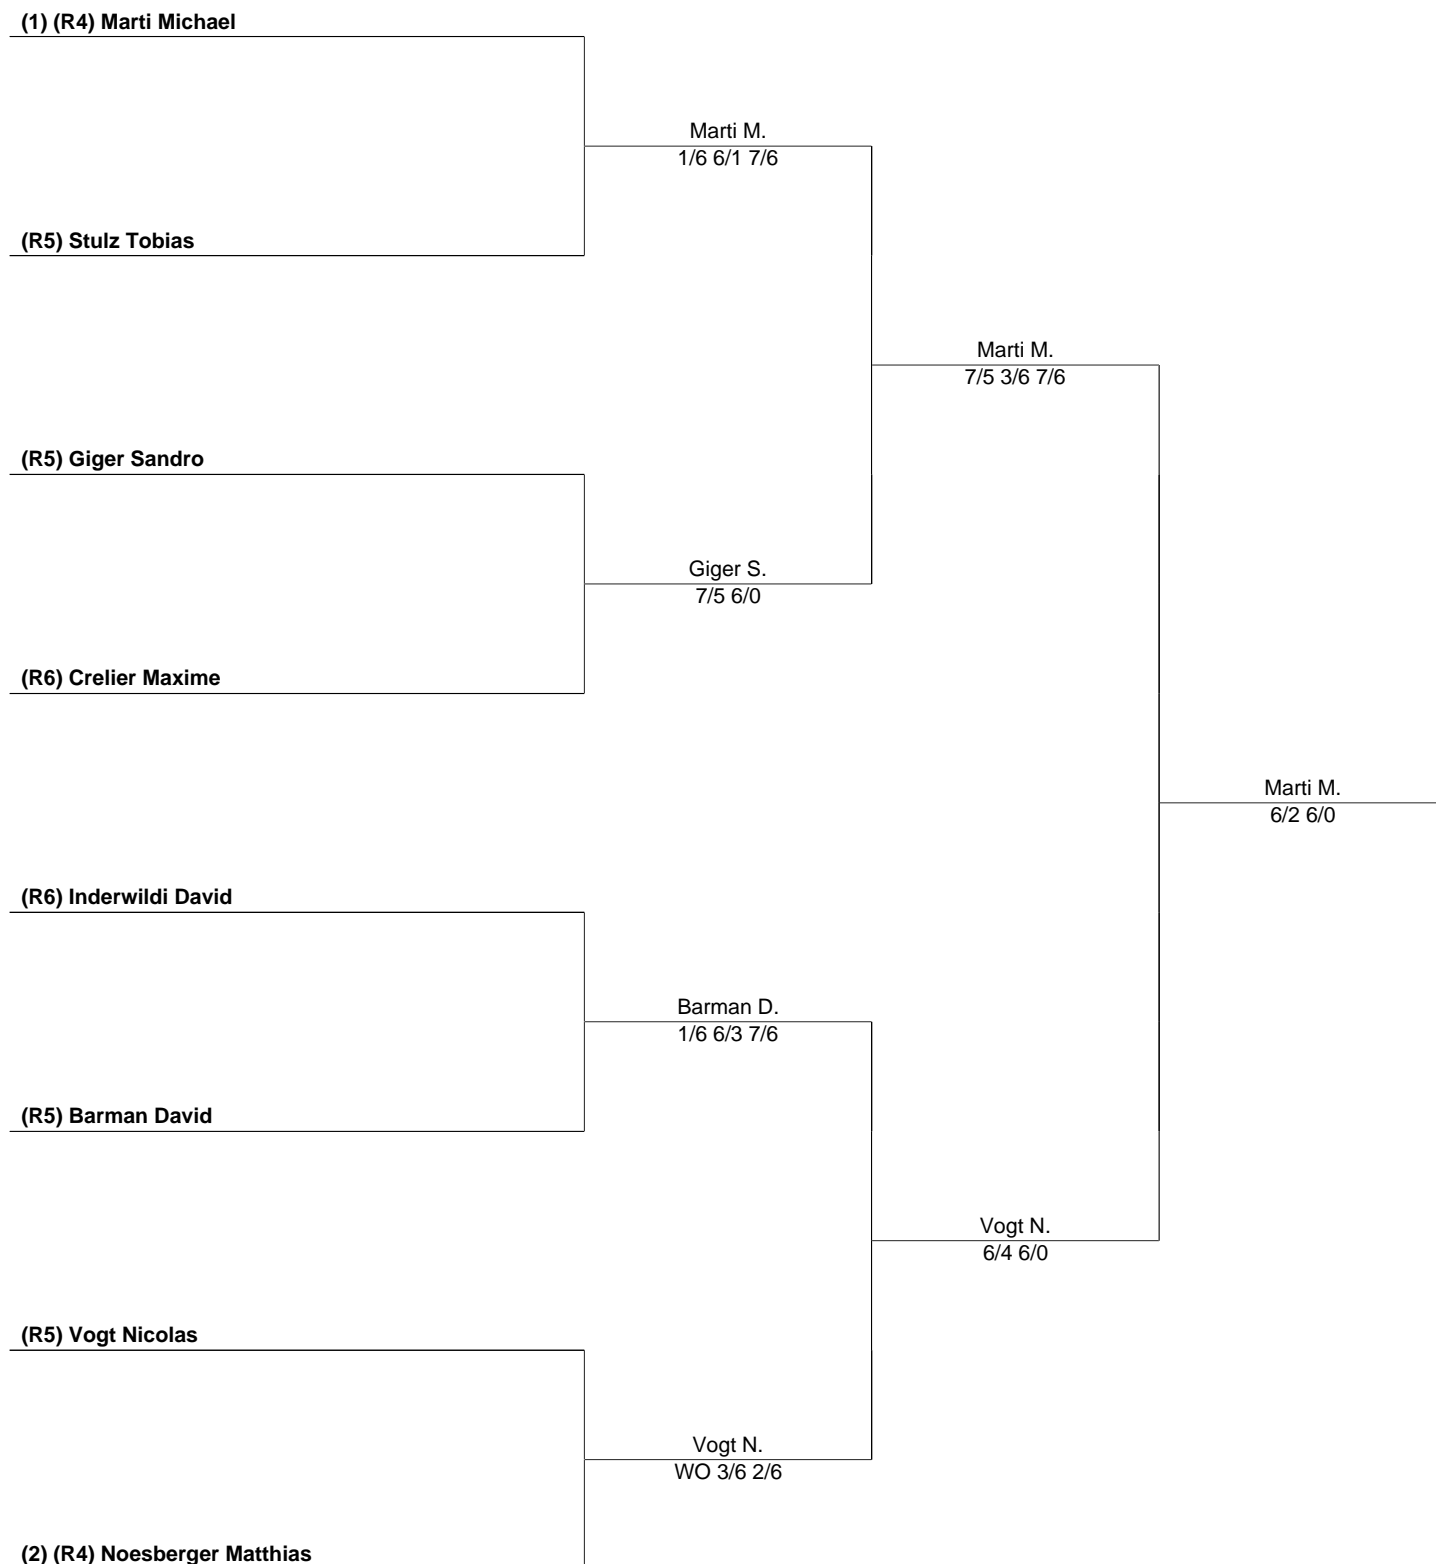 (1) (R4) Marti Michael
Marti M.
1/6 6/1 7/6
(R5) Stulz Tobias
Marti M.
7/5 3/6 7/6
(R5) Giger Sandro
Giger S.
7/5 6/0
(R6) Crelier Maxime
Marti M.
6/2 6/0
(R6) Inderwildi David
Barman D.
1/6 6/3 7/6
(R5) Barman David
Vogt N.
6/4 6/0
(R5) Vogt Nicolas
Vogt N.
WO 3/6 2/6
(2) (R4) Noesberger Matthias